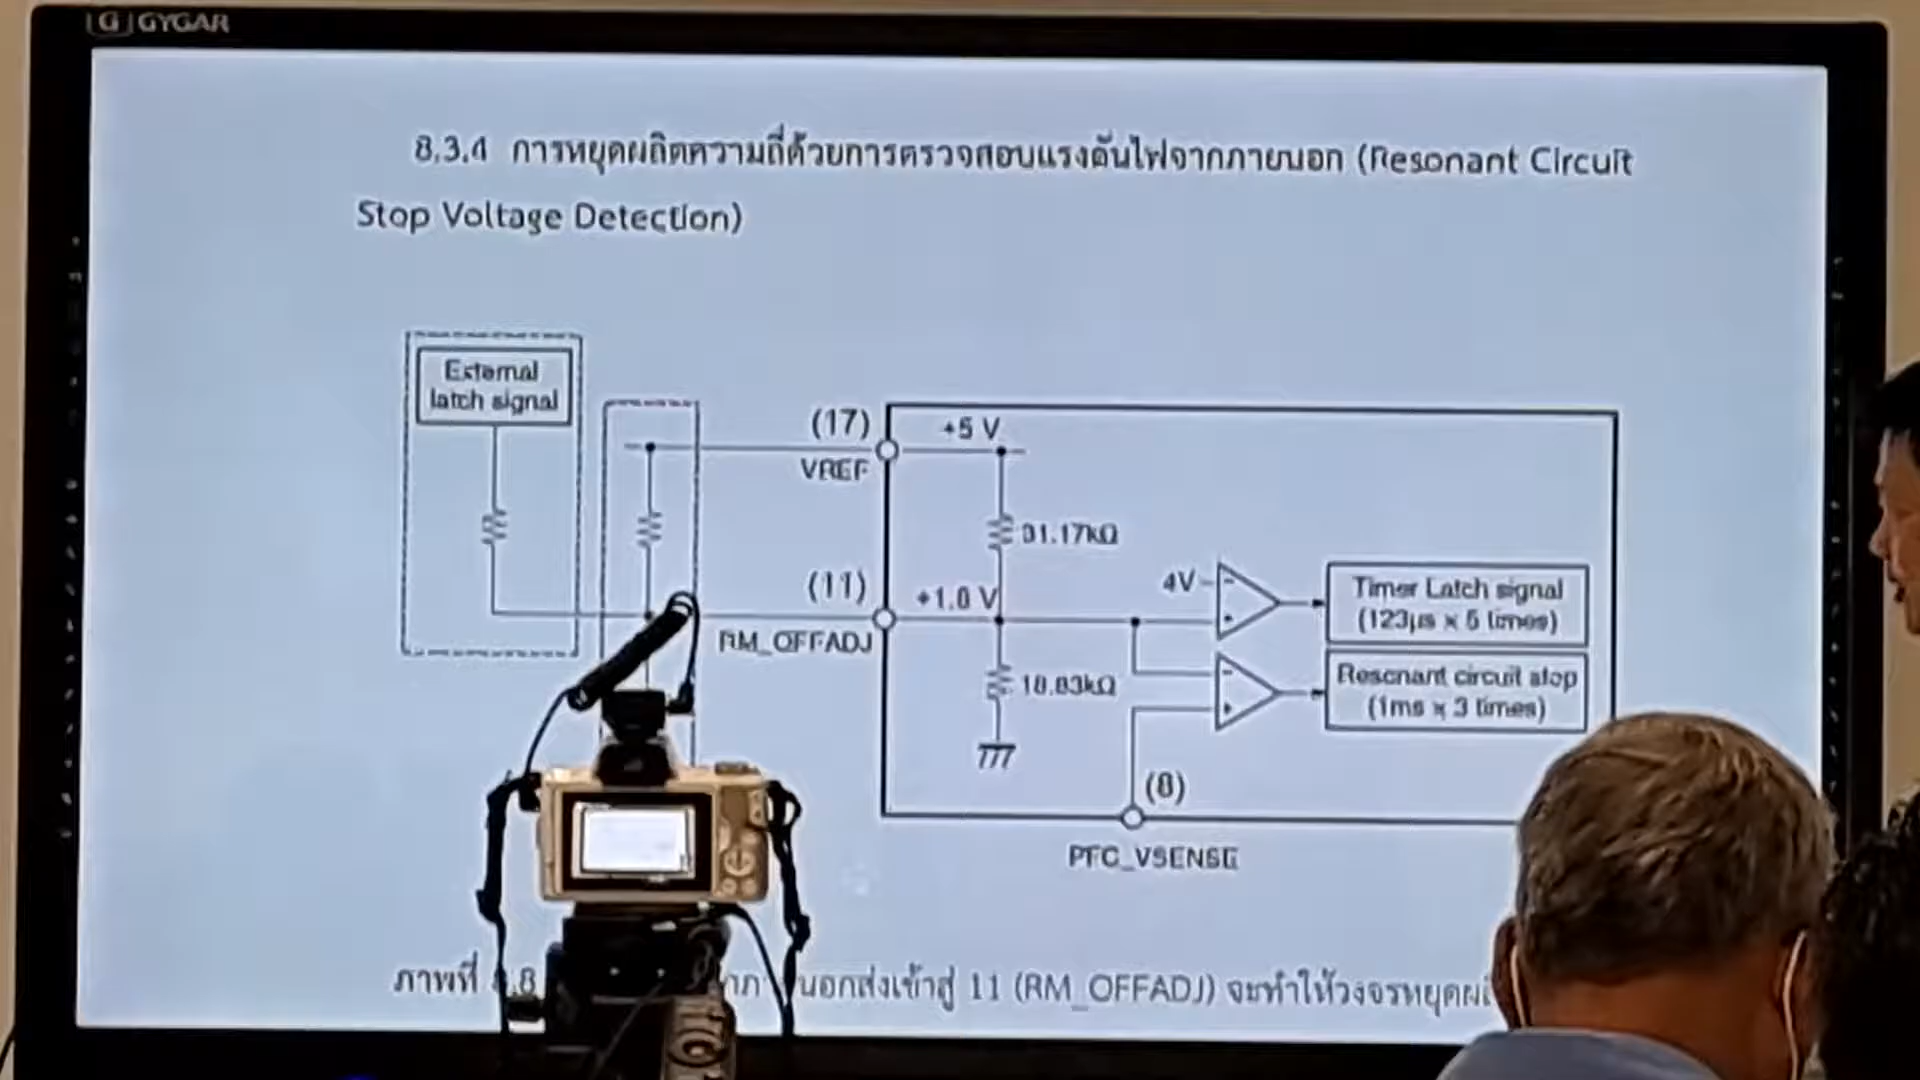 GYGAR
8.3.4 การหยุดผลิตความถี่ด้วยการตรวจสอบแรงดันไฟจากภายนอก (Resonant Circuit
Stop Voltage Detection)
External
latch signal
(17)
VREF
+5 V
(11)
RM_OFFADJ
+1.0 V
4V
Timer Latch signal
(123µs x 5 times)
Resonant circuit stop
(1ms x 3 times)
(8)
PFC_VSENSE
ภาพที่ นอกส่งเข้าสู่ 11 (RM_OFFADJ) จะทำให้วงจรหยุด